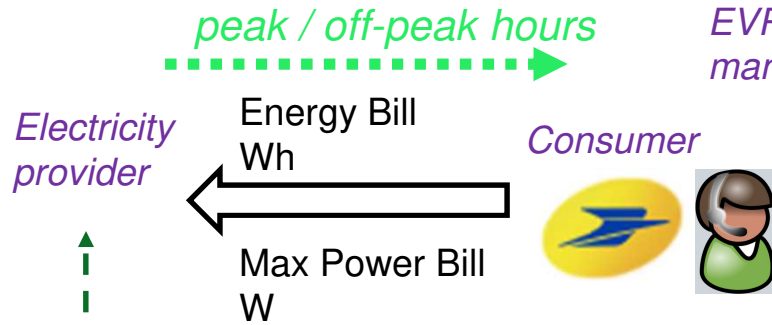 peak / off-peak hours
Electricity
provider
Energy Bill
Wh
Consumer
Max Power Bill
W